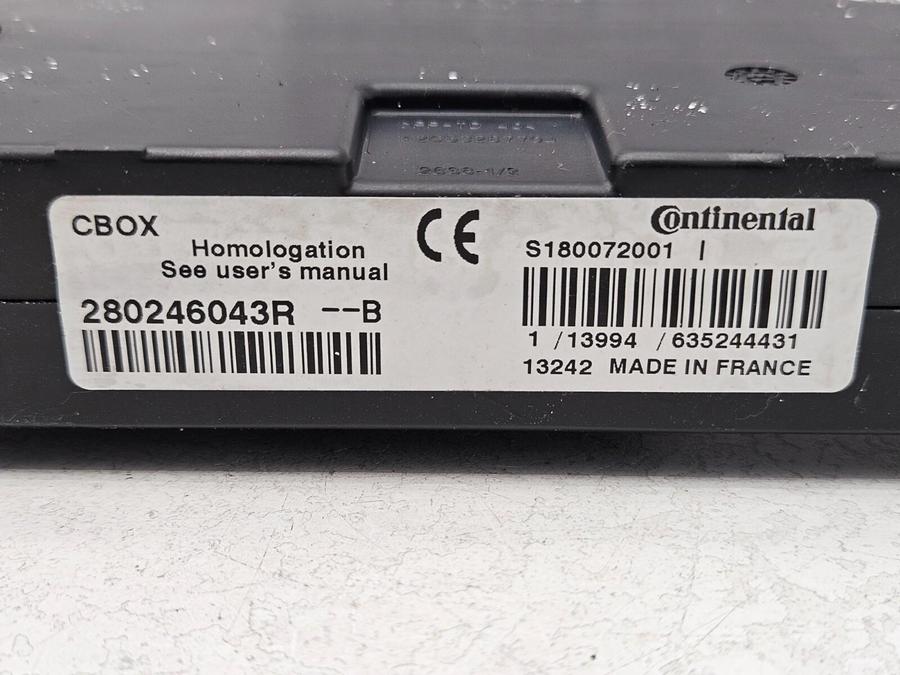 CBOX
Homologation
See user's manual
280246043R --B
CE
Continental
S180072001 I
1 /13994 /635244431
13242 MADE IN FRANCE